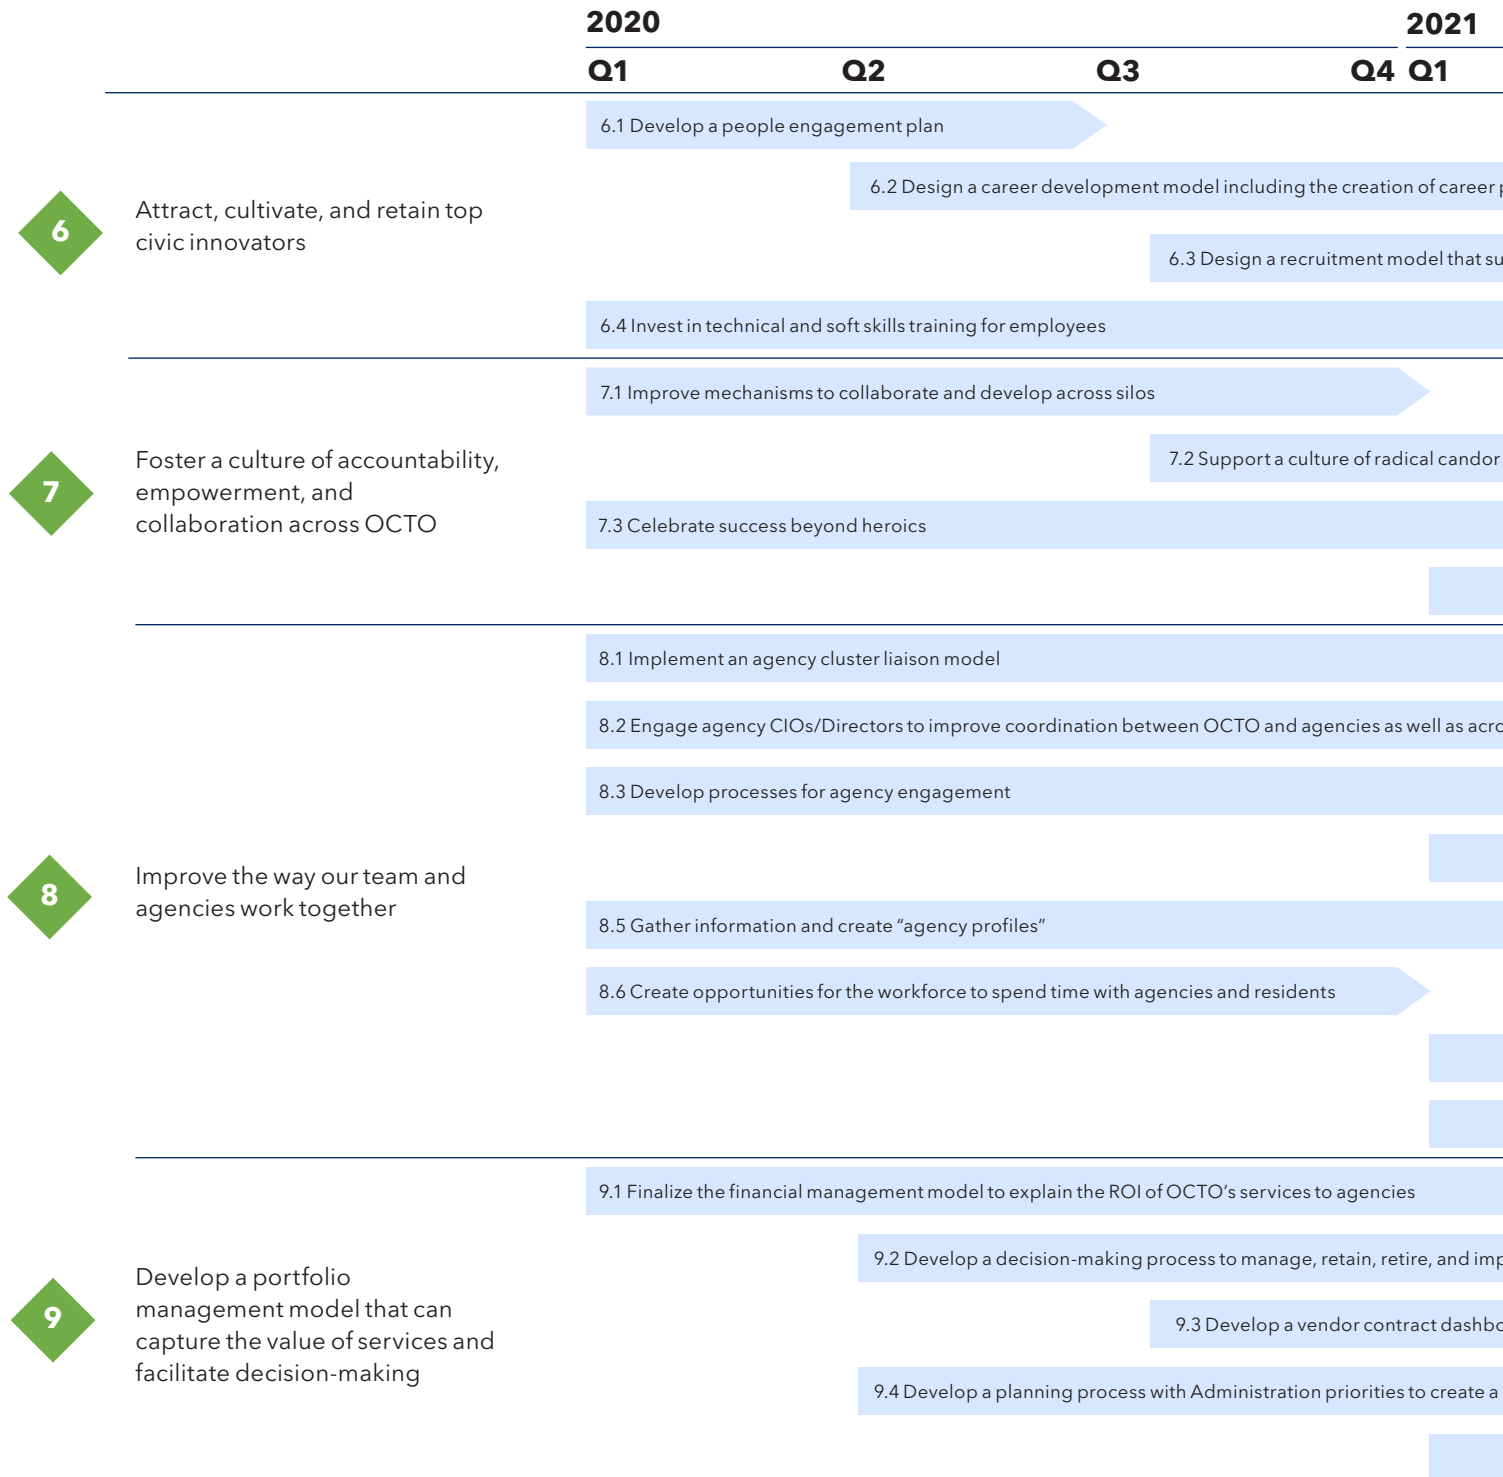 2020
2021
Q1
Q2
Q3
Q4
Q1
6.1 Develop a people engagement plan
6.2 Design a career development model including the creation of career
6
Attract, cultivate, and retain top
civic innovators
6.3 Design a recruitment model that
6.4 Invest in technical and soft skills training for employees
7.1 Improve mechanisms to collaborate and develop across silos
7
Foster a culture of accountability,
empowerment, and
collaboration across OCTO
7.2 Support a culture of radical candor
7.3 Celebrate success beyond heroics
8.1 Implement an agency cluster liaison model
8.2 Engage agency CIOs/Directors to improve coordination between OCTO and agencies as well as
8.3 Develop processes for agency engagement
8
Improve the way our team and
agencies work together
8.5 Gather information and create “agency profiles”
8.6 Create opportunities for the workforce to spend time with agencies and residents
9.1 Finalize the financial management model to explain the ROI of OCTO’s services to agencies
9.2 Develop a decision-making process to manage, retain, retire, and
9
Develop a portfolio
management model that can
capture the value of services and
facilitate decision-making
9.3 Develop a vendor contract
9.4 Develop a planning process with Administration priorities to create a